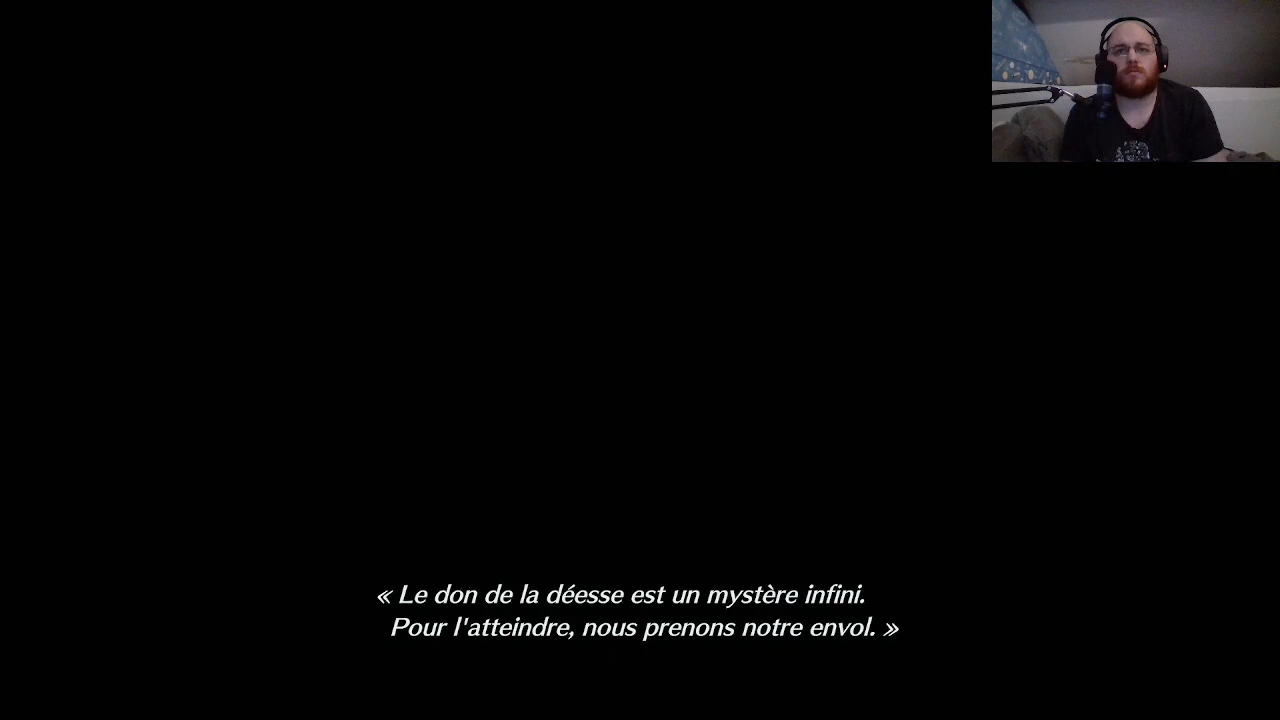 « Le don de la déesse est un mystère infini.
Pour l'atteindre, nous prenons notre envol. »